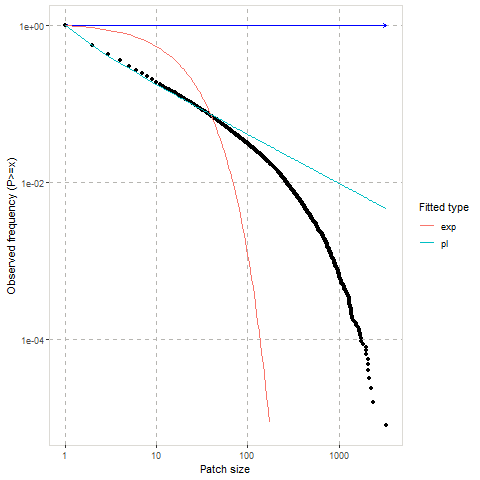 1e+00
1e-02
1e-04
Observed frequency (P>=x)
1
10
100
1000
Patch size
Fitted type
exp
pl